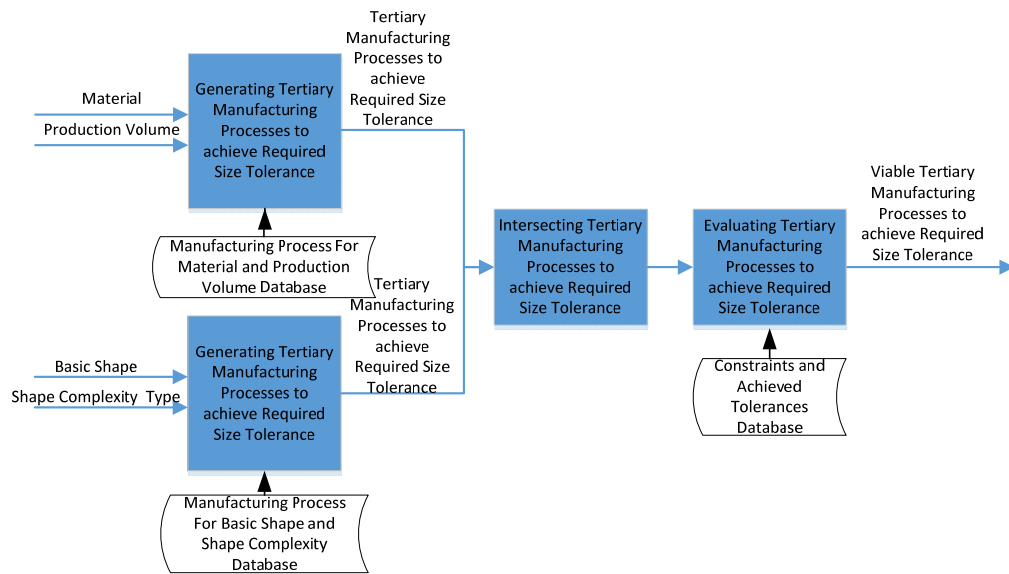 Tertiary
Manufacturing
Processes to
achieve
Required Size
Tolerance
Material
Production Volume
Generating Tertiary
Manufacturing
Processes to
achieve Required
Size Tolerance
Manufacturing Process For
Material and Production
Volume Database
Tertiary
Manufacturing
Processes to
achieve
Required Size
Tolerance
Basic Shape
Shape Complexity Type
Generating Tertiary
Manufacturing
Processes to
achieve Required
Size Tolerance
Manufacturing Process
For Basic Shape and
Shape Complexity
Database
Intersecting Tertiary
Manufacturing
Processes to
achieve Required
Size Tolerance
Evaluating Tertiary
Manufacturing
Processes to
achieve Required
Size Tolerance
Constraints and
Achieved
Tolerances
Database
Viable Tertiary
Manufacturing
Processes to
achieve Required
Size Tolerance